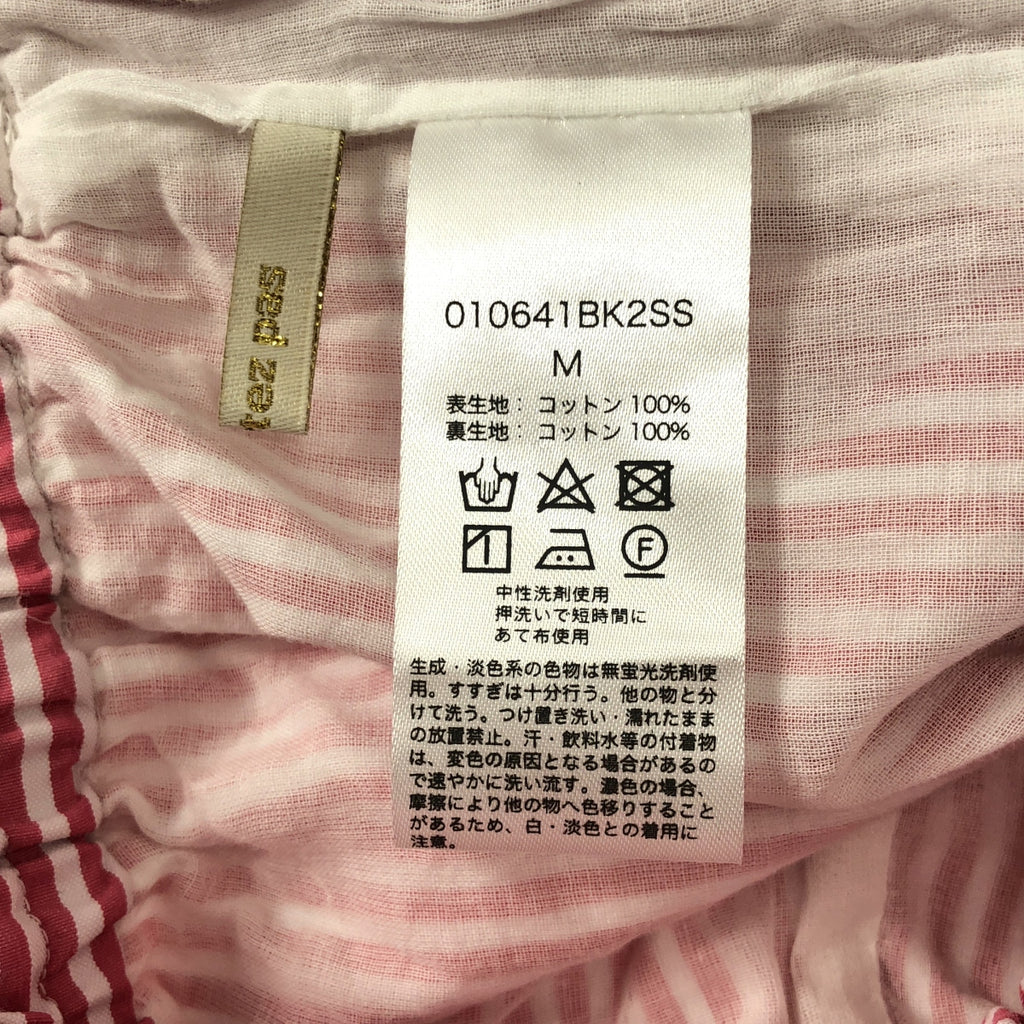 tez pas
010641BK2SS
M
表生地： コットン 100%
裏生地： コットン 100%
F
中性洗剤使用
押洗いで短時間に
あて布使用
生成・淡色系の色物は無蛍光洗剤使
用。すすぎは十分行う。他の物と分
けて洗う。つけ置き洗い・濡れたまま
の放置禁止。汗・飲料水等の付着物
は、変色の原因となる場合があるの
で速やかに洗い流す。濃色の場合、
摩擦により他の物へ色移りすること
があるため、白・淡色との着用に
注意。